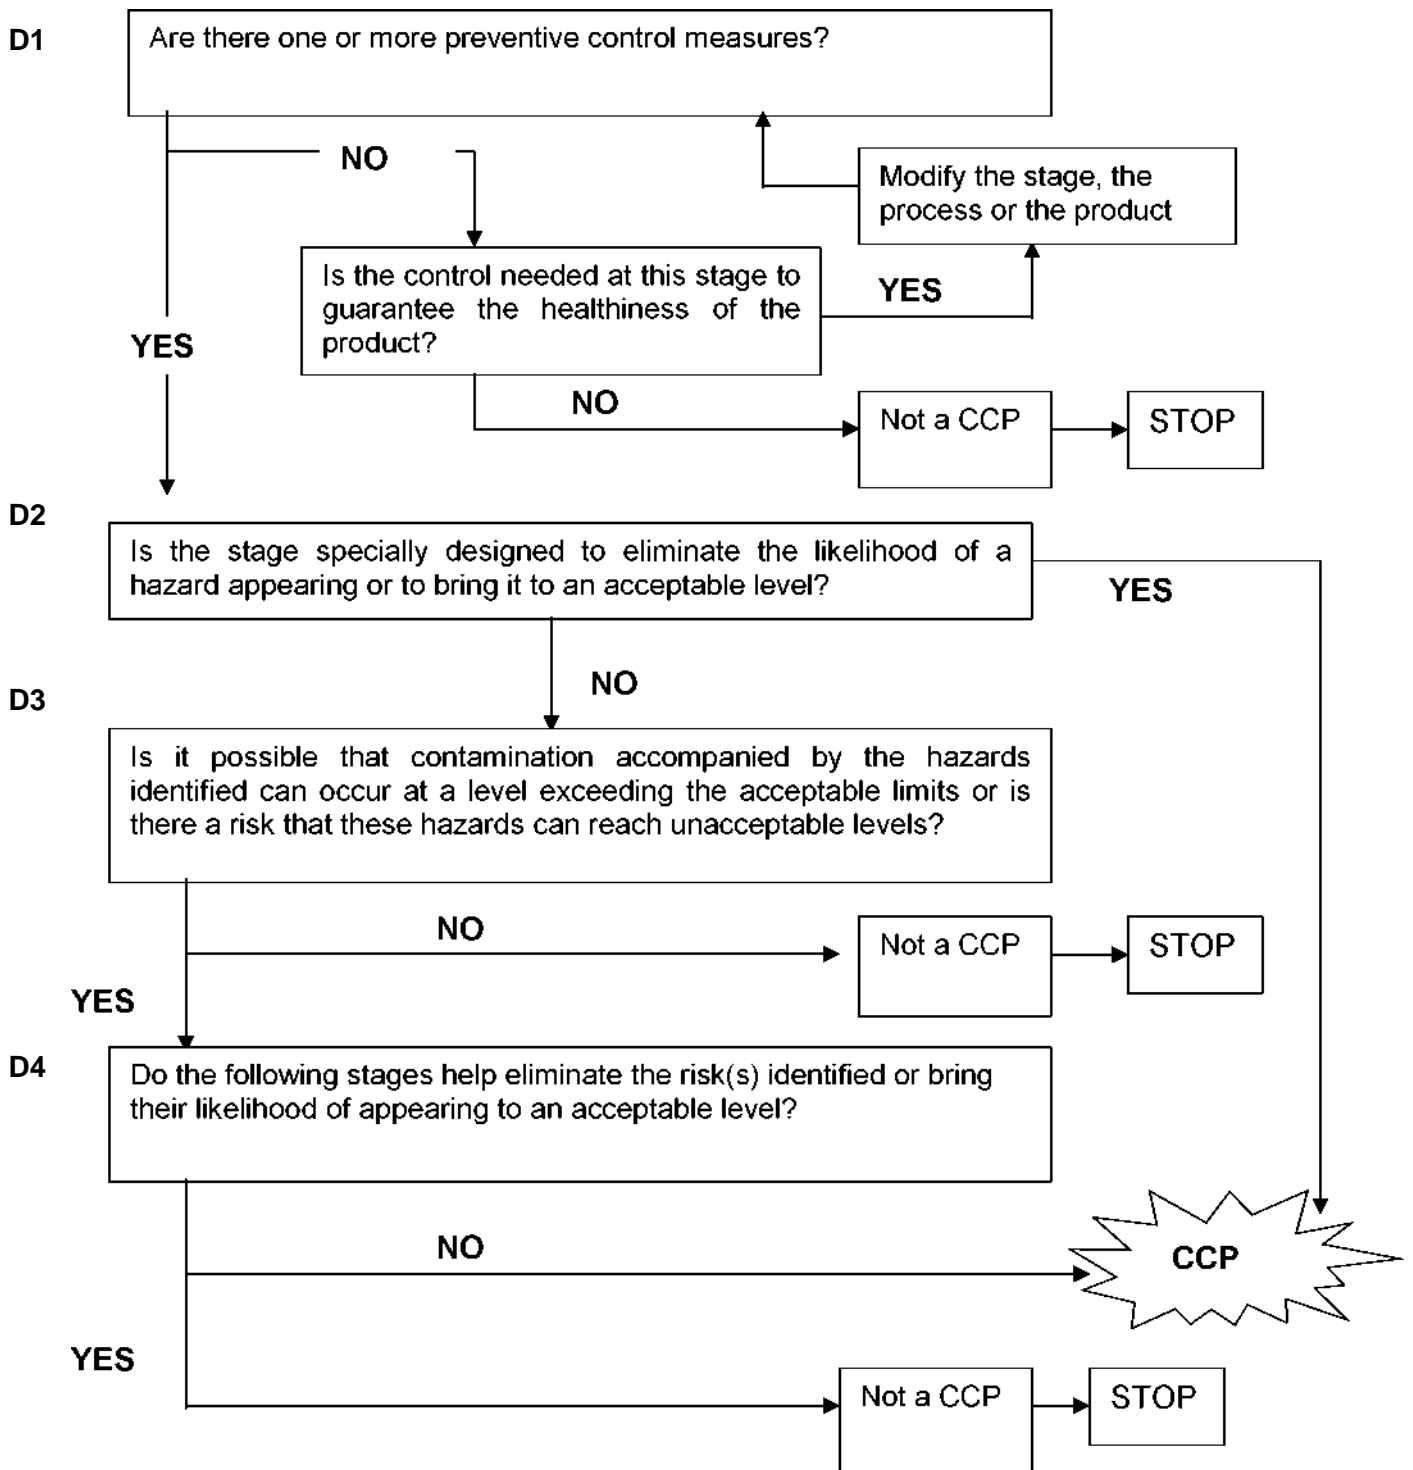 D1
Are there one or more preventive control measures?
NO
Modify the stage, the
process or the product
Is the control needed at this stage to
guarantee the healthiness of the
product?
YES
YES
NO
Not a CCP
STOP
D2
Is the stage specially designed to eliminate the likelihood of a
hazard appearing or to bring it to an acceptable level?
YES
NO
D3
Is it possible that contamination accompanied by the hazards
identified can occur at a level exceeding the acceptable limits or is
there a risk that these hazards can reach unacceptable levels?
NO
Not a CCP
STOP
YES
D4
Do the following stages help eliminate the risk(s) identified or bring
their likelihood of appearing to an acceptable level?
NO
CCP
YES
Not a CCP
STOP